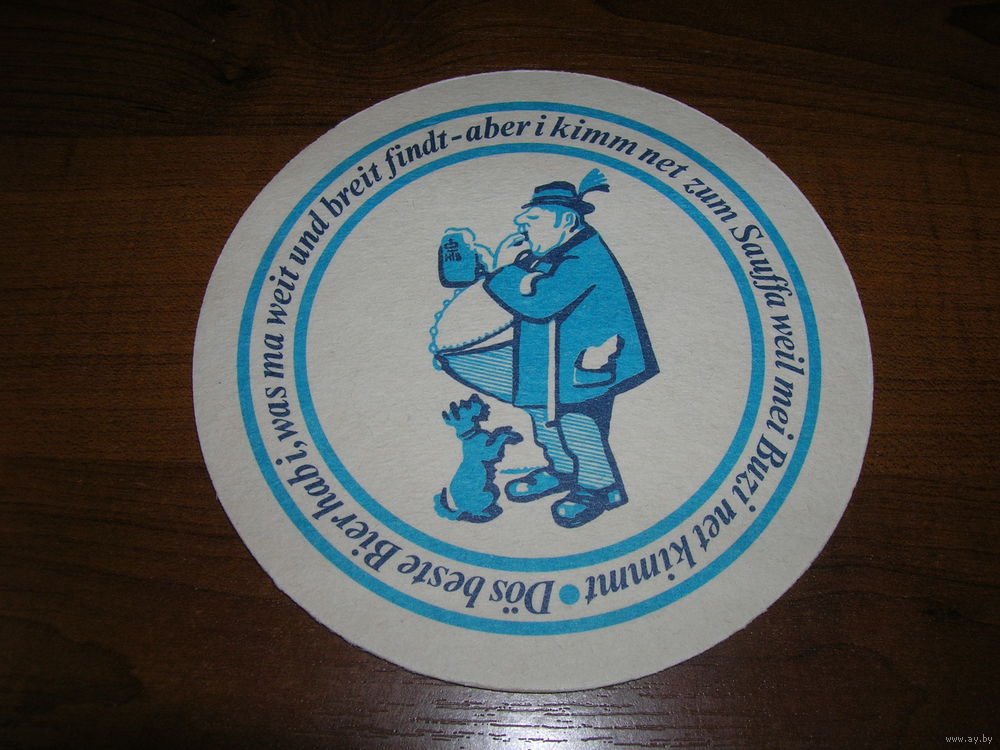 Dös beste Bier hab i, was ma weit und breit findt - aber i kimm net zum Sauffa weil mei Buzi net kimmt •
www.ay.by